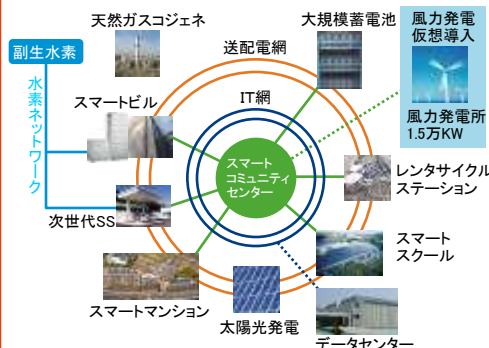 天然ガスコジェネ
大規模蓄電池
風力発電
仮想導入
副生水素
送配電網
IT網
水素ネットワーク
スマートビル
風力発電所
1.5万KW
スマート
コミュニティ
センター
レンタサイクル
ステーション
次世代SS
スマート
スクール
スマートマンション
太陽光発電
データセンター